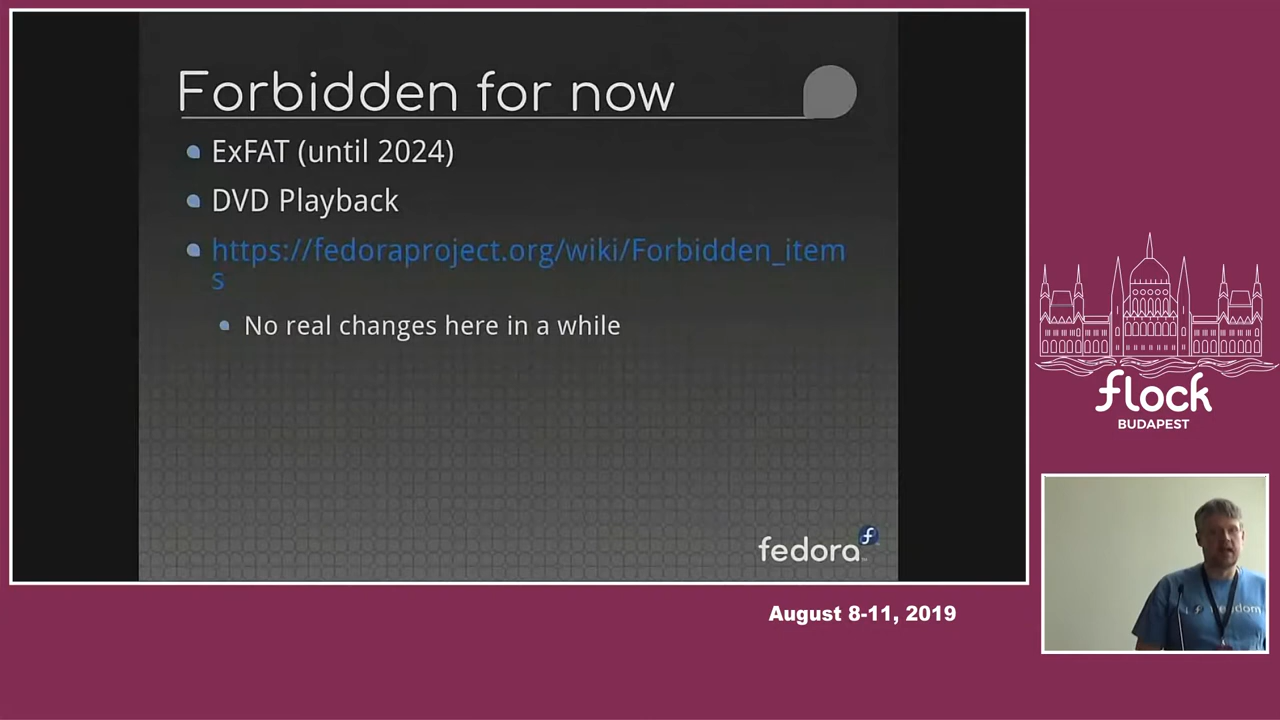 Forbidden for now
ExFAT (until 2024)
DVD Playback
https://fedoraproject.org/wiki/Forbidden_item
s
No real changes here in a while
fedora
flock
BUDAPEST
August 8-11, 2019